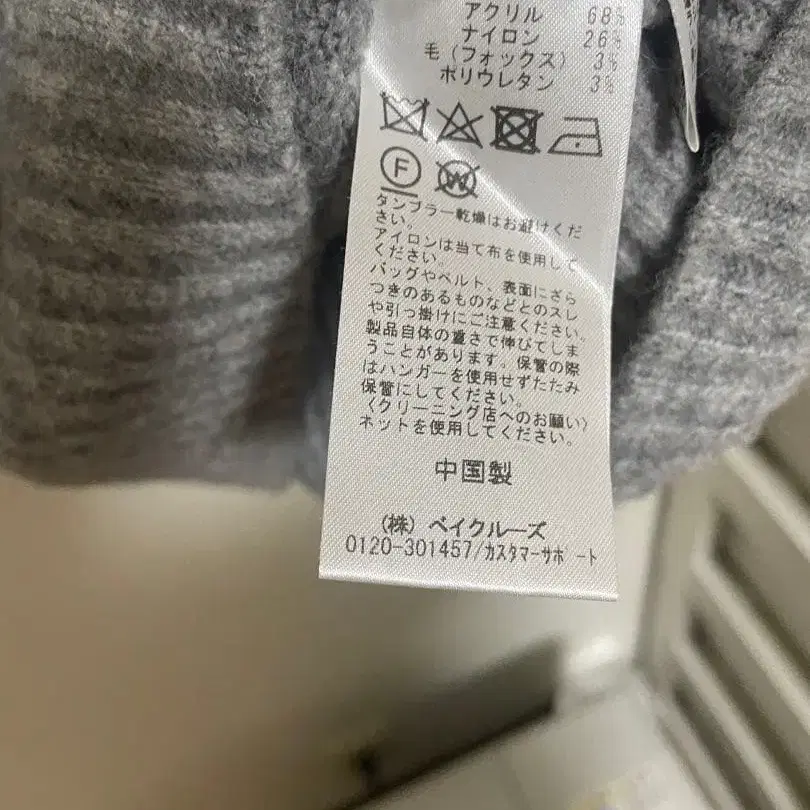 アクリル 68%
ナイロン 26%
毛(フォックス) 3%
ポリウレタン 3%
F W
タンブラー乾燥はお避けくだ
さい。
アイロンは当て布を使用して
ください。
バッグやベルト、表面にざら
つきのあるものなどとのスレ
や引っ掛けにご注意ください。
製品自体の重さで伸びてしま
うことがあります。保管の際
はハンガーを使用せずたたみ
保管にしてください。
〈クリーニング店へのお願い〉
ネットを使用してください。
中国製
(株) ベイクルーズ
0120-301457/カスタマーサポート